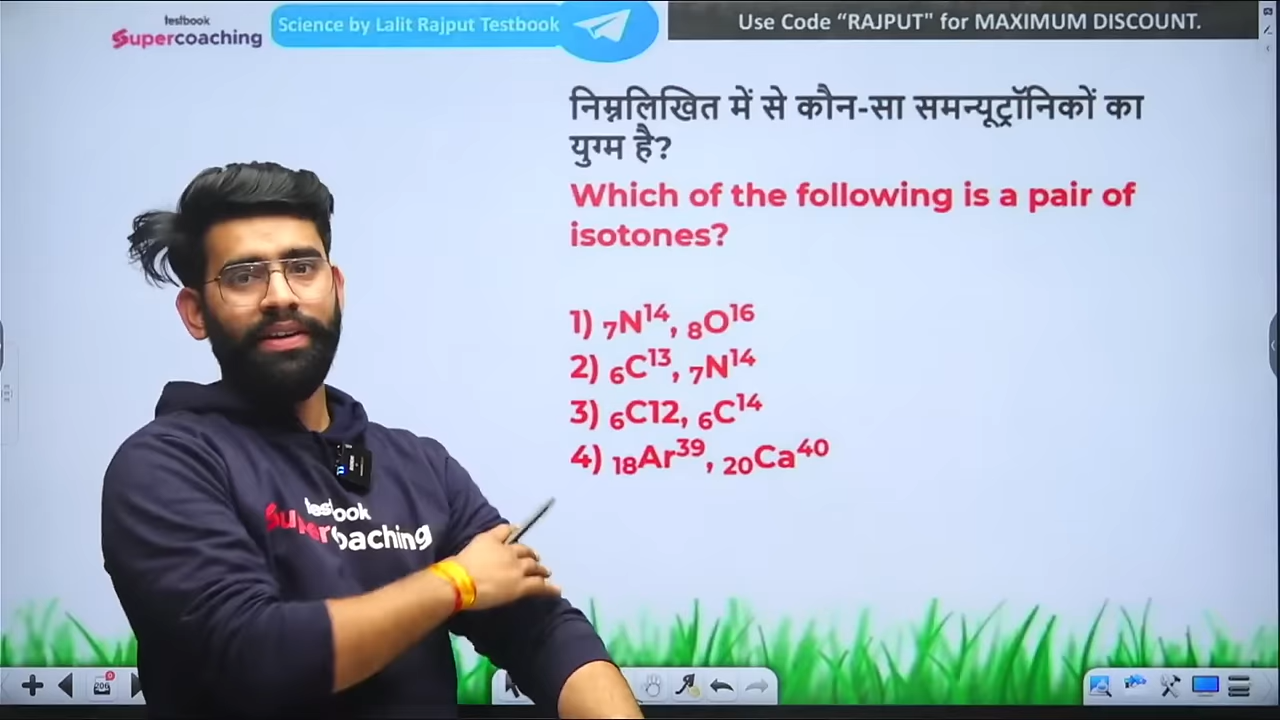 testbook
Supercoaching
Science by Lalit Rajput Testbook
Use Code “RAJPUT" for MAXIMUM DISCOUNT.
निम्नलिखित में से कौन-सा समन्यूट्रॉनिकों का
युग्म है?
Which of the following is a pair of
isotones?
1) ₇N¹⁴, ₈O¹⁶
2) ₆C¹³, ₇N¹⁴
3) ₆C12, ₆C¹⁴
4) ₁₈Ar³⁹, ₂₀Ca⁴⁰
testbook
Supercoaching
206